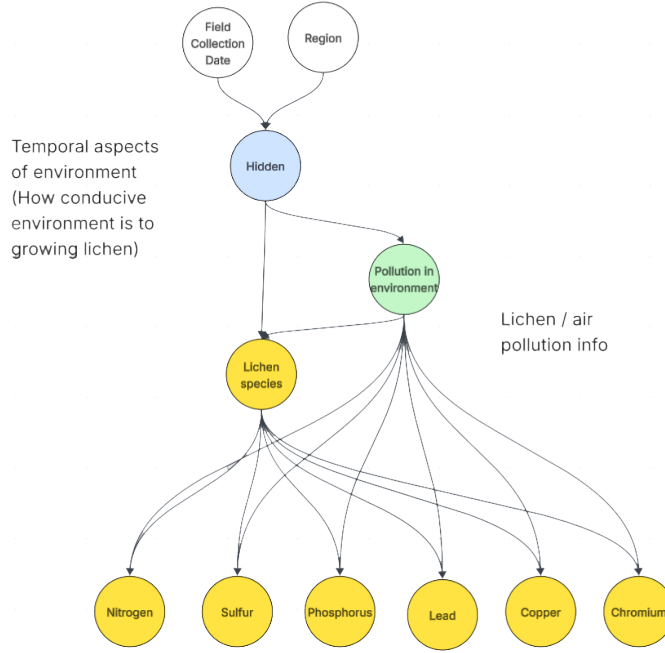 Field
Collection
Date
Region
Temporal aspects
of environment
(How conducive
environment is to
growing lichen)
Hidden
Pollution in
environment
Lichen / air
pollution info
Lichen
species
Nitrogen
Sulfur
Phosphorus
Lead
Copper
Chromium